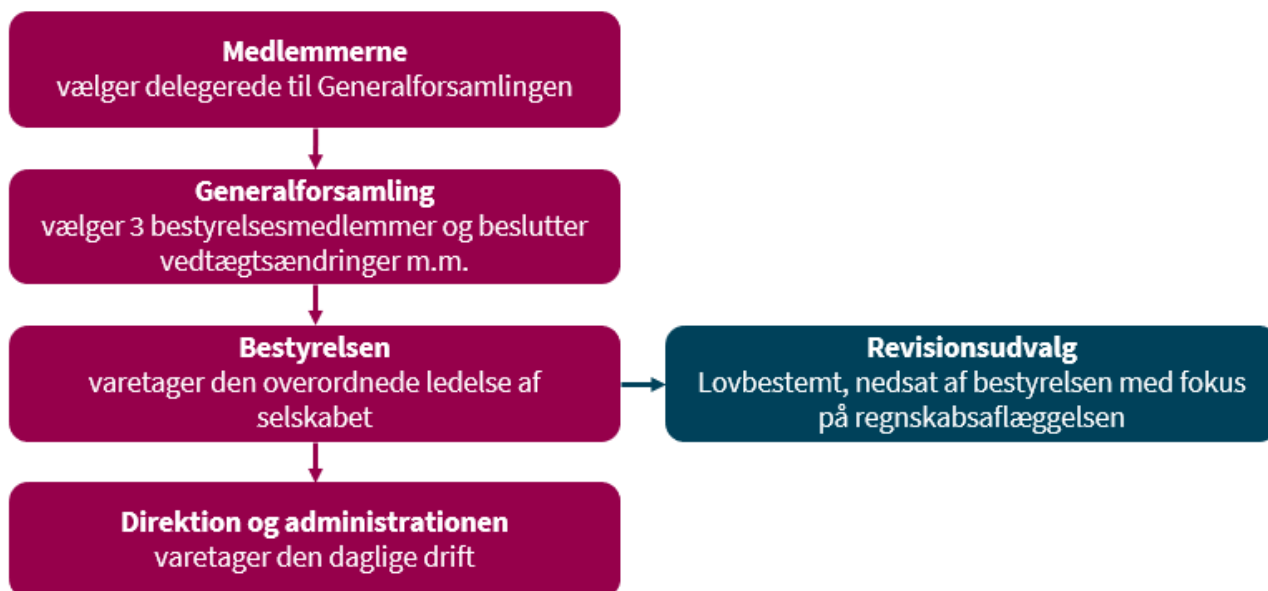 Medlemmerne
vælger delegerede til Generalforsamlingen
Generalforsamling
vælger 3 bestyrelsesmedlemmer og beslutter
vedtægtsændringer m.m.
Bestyrelsen
varetager den overordnede ledelse af
selskabet
Revisionsudvalg
Lovbestemt, nedsat af bestyrelsen med fokus
på regnskabsaflæggelsen
Direktion og administrationen
varetager den daglige drift